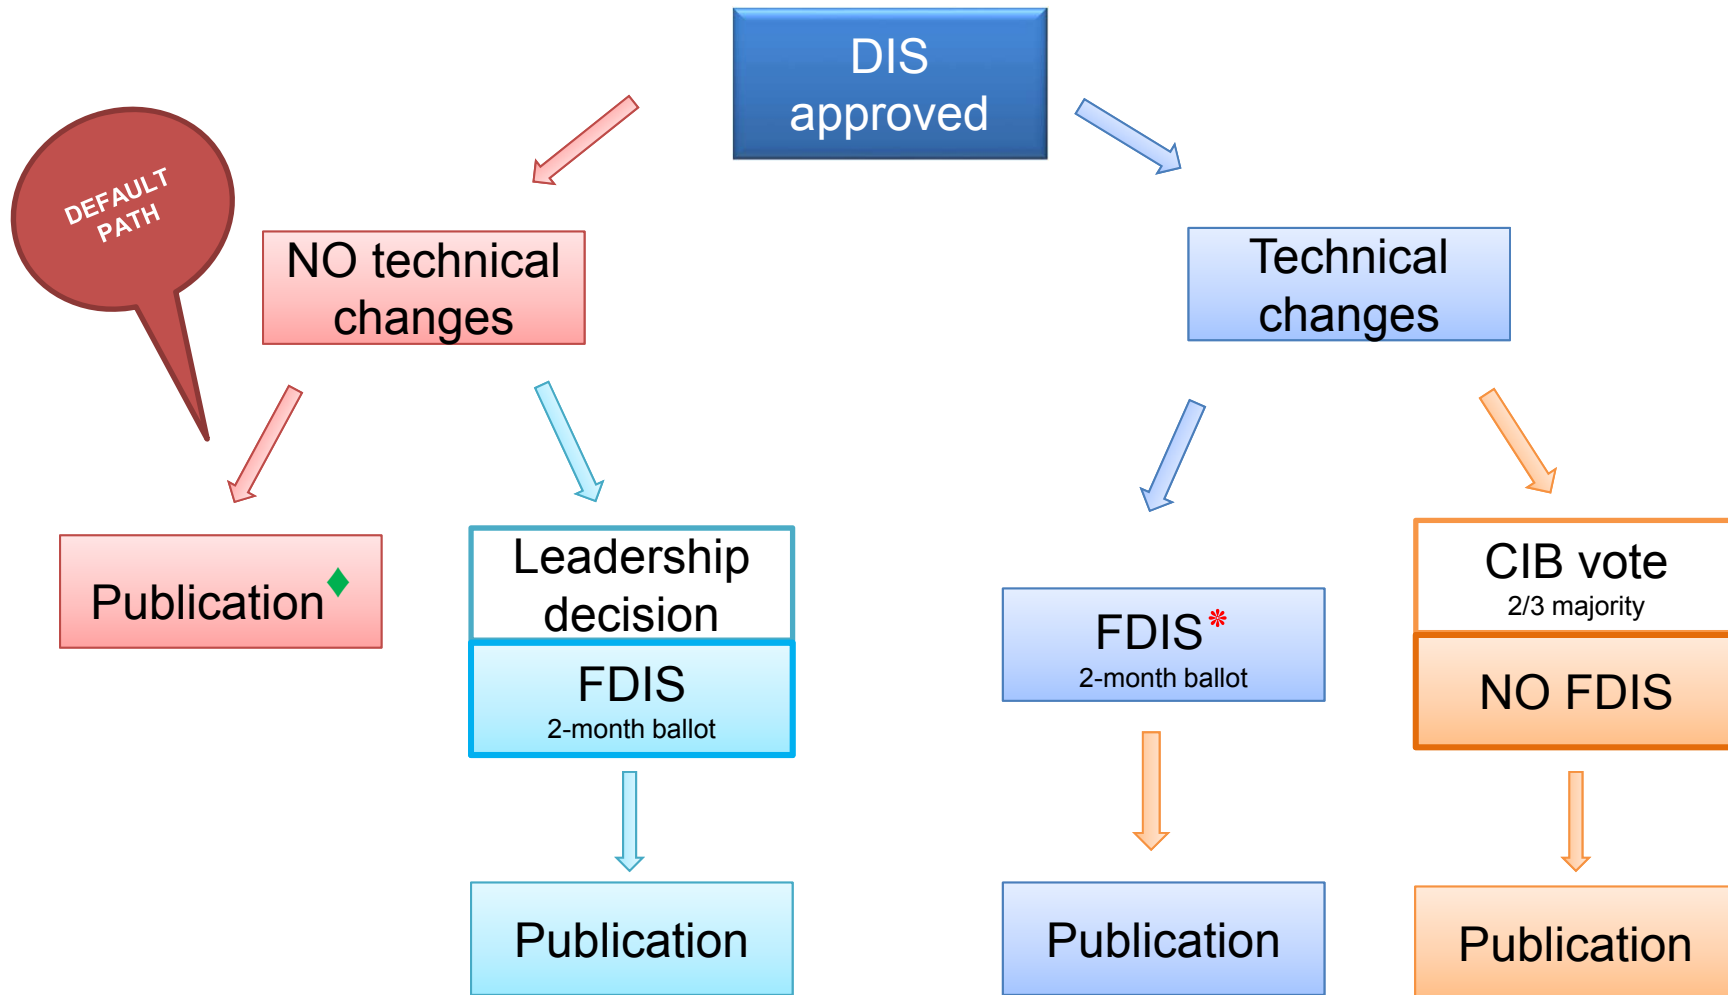 DIS
approved
DEFAULT
PATH
NO technical
changes
Technical
changes
Publication♦
Leadership
decision
FDIS
2-month ballot
FDIS*
2-month ballot
CIB vote
2/3 majority
NO FDIS
Publication
Publication
Publication